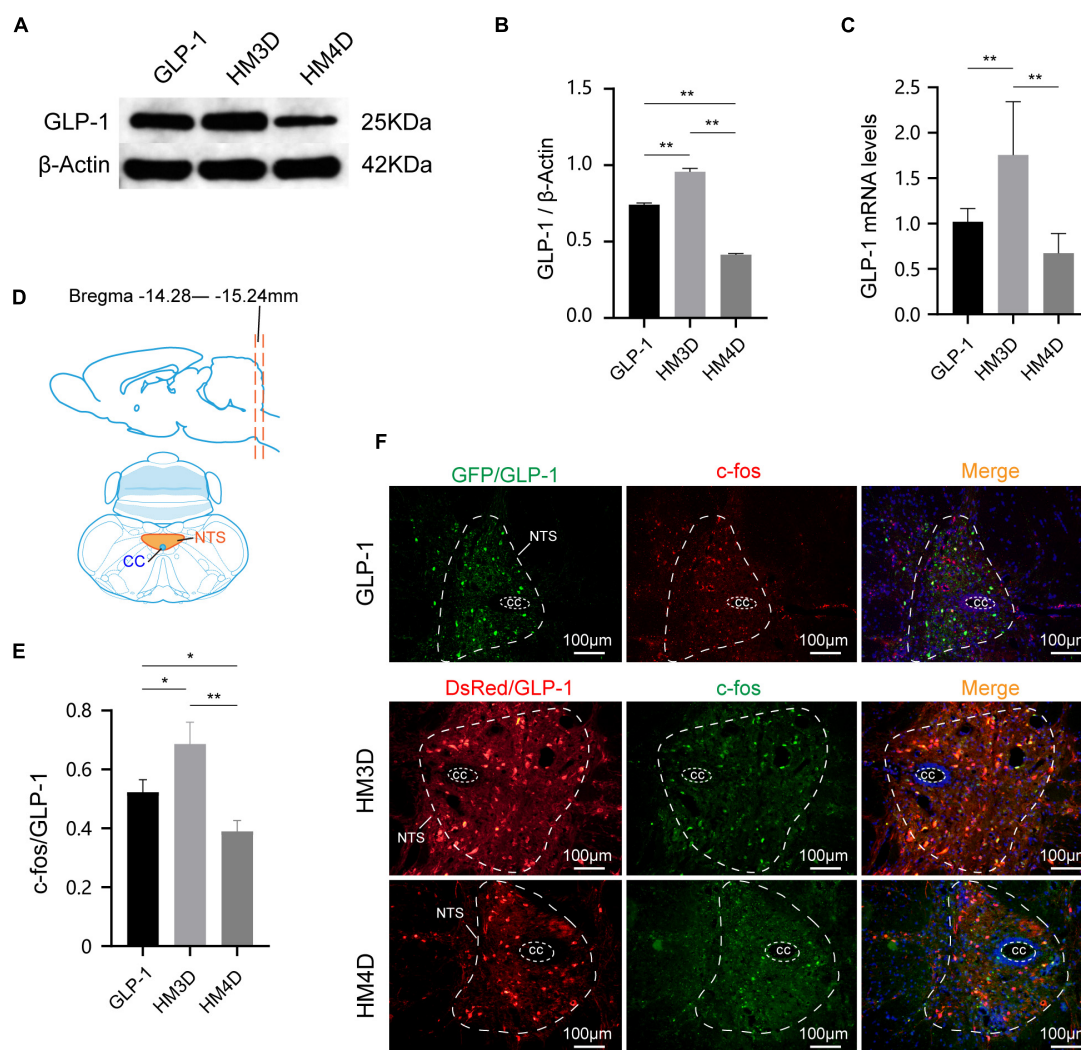 A
GLP-1 HM3D HM4D
GLP-1 25KDa
β-Actin 42KDa
B
** 
** 
**
GLP-1 / β-Actin
1.5
1.0
0.5
0.0
GLP-1 HM3D HM4D
C
** **
GLP-1 mRNA levels
2.5
2.0
1.5
1.0
0.5
0.0
GLP-1 HM3D HM4D
D
Bregma -14.28— -15.24mm
NTS
CC
E
*
* **
c-fos/GLP-1
0.8
0.6
0.4
0.2
0
GLP-1 HM3D HM4D
F
GFP/GLP-1 c-fos Merge
GLP-1
NTS
CC CC CC
100μm 100μm 100μm
DsRed/GLP-1 c-fos Merge
HM3D
CC CC CC
NTS
100μm 100μm 100μm
HM4D
NTS
CC CC CC
100μm 100μm 100μm